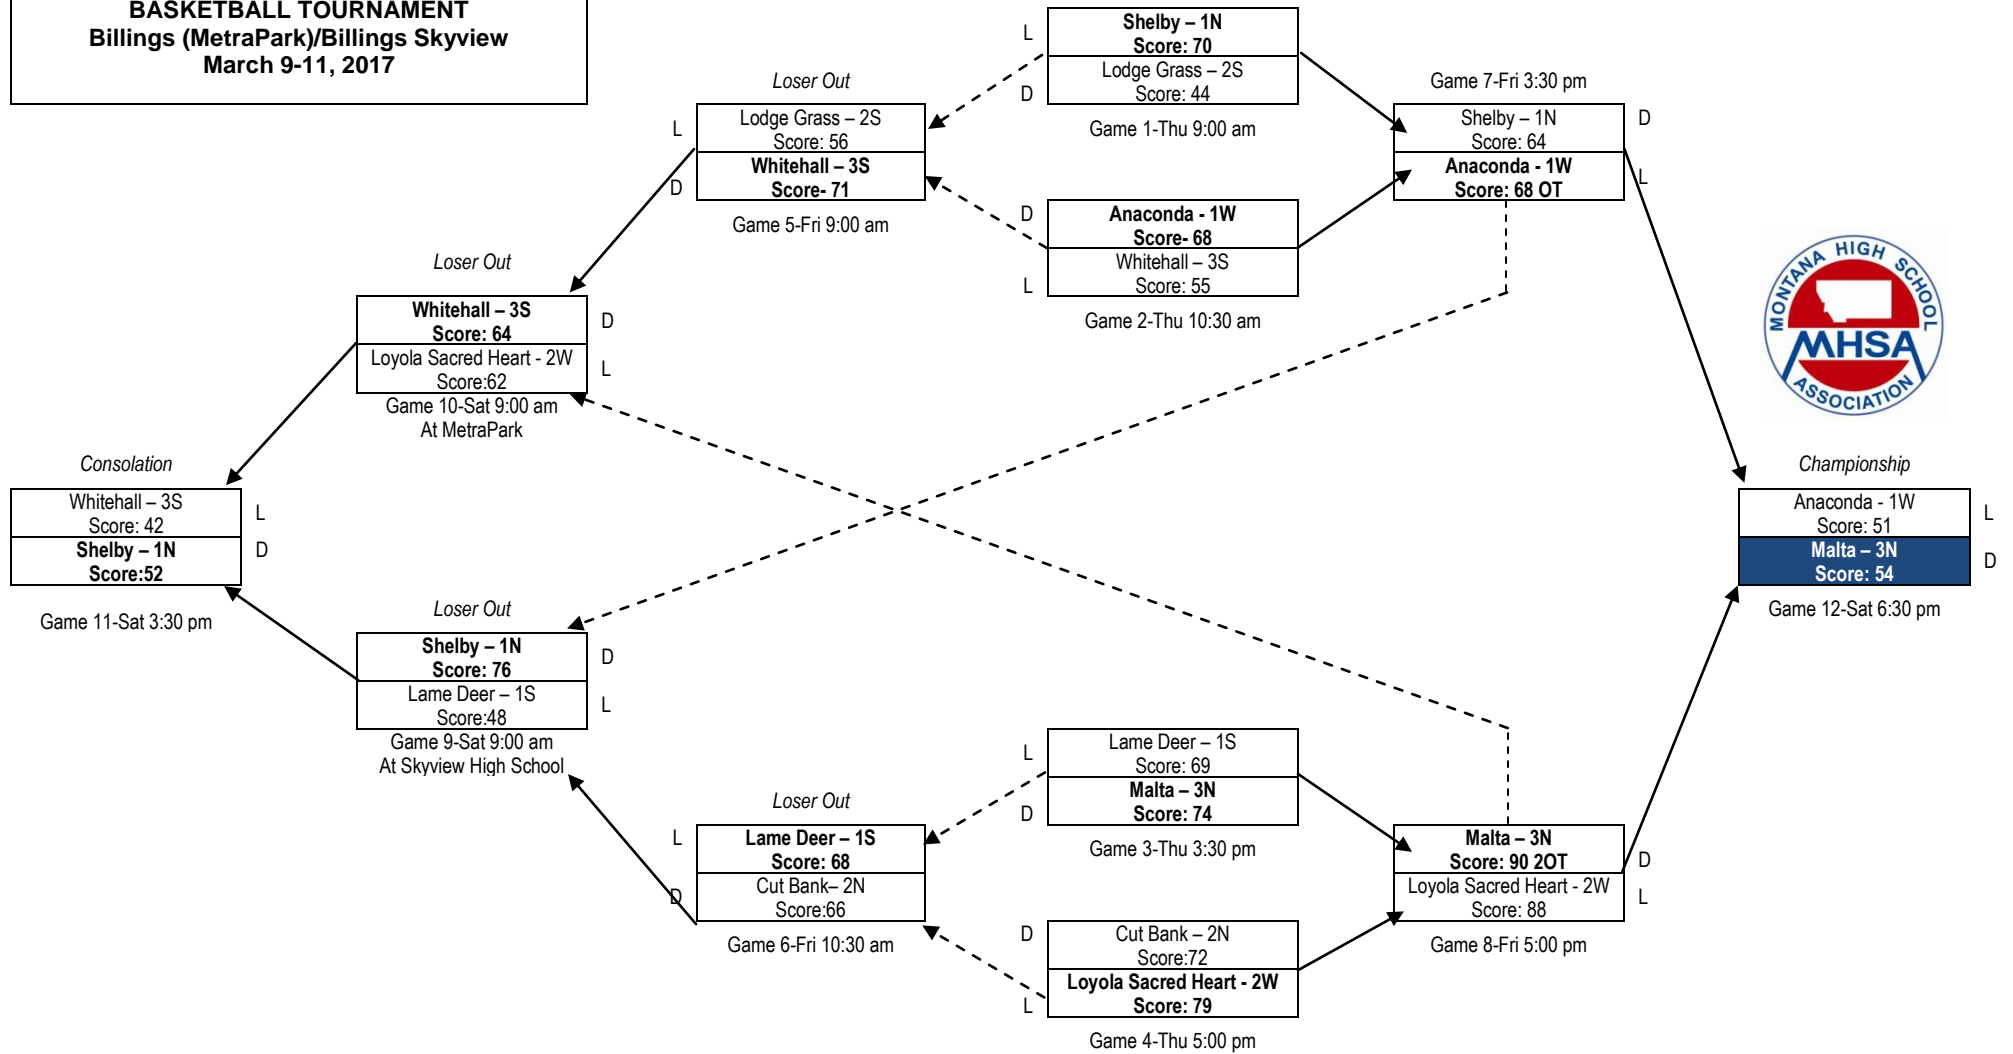 BASKETBALL TOURNAMENT
Billings (MetraPark)/Billings Skyview
March 9-11, 2017
L
Shelby – 1N
Score: 70
Lodge Grass – 2S
Score: 44
D
Game 1-Thu 9:00 am
D
Anaconda - 1W
Score- 68
Whitehall – 3S
Score: 55
L
Game 2-Thu 10:30 am
Loser Out
L
Lodge Grass – 2S
Score: 56
Whitehall – 3S
Score- 71
D
Game 5-Fri 9:00 am
Game 7-Fri 3:30 pm
Shelby – 1N
Score: 64
D
Anaconda - 1W
Score: 68 OT
L
Loser Out
Whitehall – 3S
Score: 64
D
Loyola Sacred Heart - 2W
Score:62
L
Game 10-Sat 9:00 am
At MetraPark
MONTANA HIGH SCHOOL
MHSA
ASSOCIATION
Consolation
Whitehall – 3S
Score: 42
L
Shelby – 1N
Score:52
D
Game 11-Sat 3:30 pm
Championship
Anaconda - 1W
Score: 51
L
Malta – 3N
Score: 54
D
Game 12-Sat 6:30 pm
Loser Out
Shelby – 1N
Score: 76
D
Lame Deer – 1S
Score:48
L
Game 9-Sat 9:00 am
At Skyview High School
Loser Out
L
Lame Deer – 1S
Score: 68
Cut Bank– 2N
Score:66
D
Game 6-Fri 10:30 am
L
Lame Deer – 1S
Score: 69
Malta – 3N
Score: 74
D
Game 3-Thu 3:30 pm
D
Cut Bank – 2N
Score:72
Loyola Sacred Heart - 2W
Score: 79
L
Game 4-Thu 5:00 pm
Malta – 3N
Score: 90 2OT
D
Loyola Sacred Heart - 2W
Score: 88
L
Game 8-Fri 5:00 pm